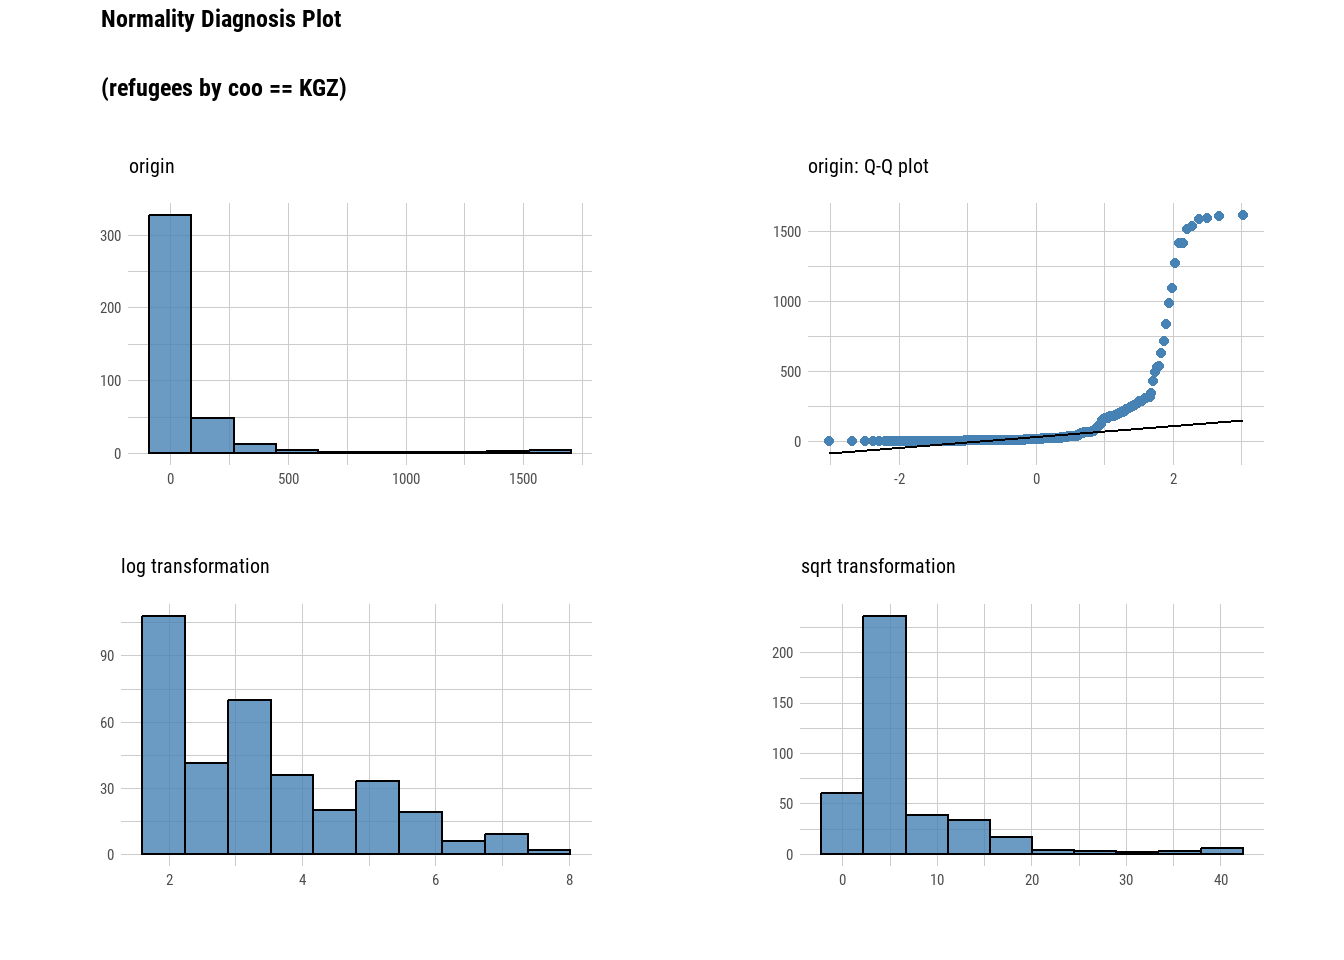 Normality Diagnosis Plot
(refugees by coo == KGZ)
origin
300
200
100
0
0 500 1000 1500
origin: Q-Q plot
1500
1000
500
0
-2 0 2
log transformation
90
60
30
0
2 4 6 8
sqrt transformation
200
150
100
50
0
0 10 20 30 40